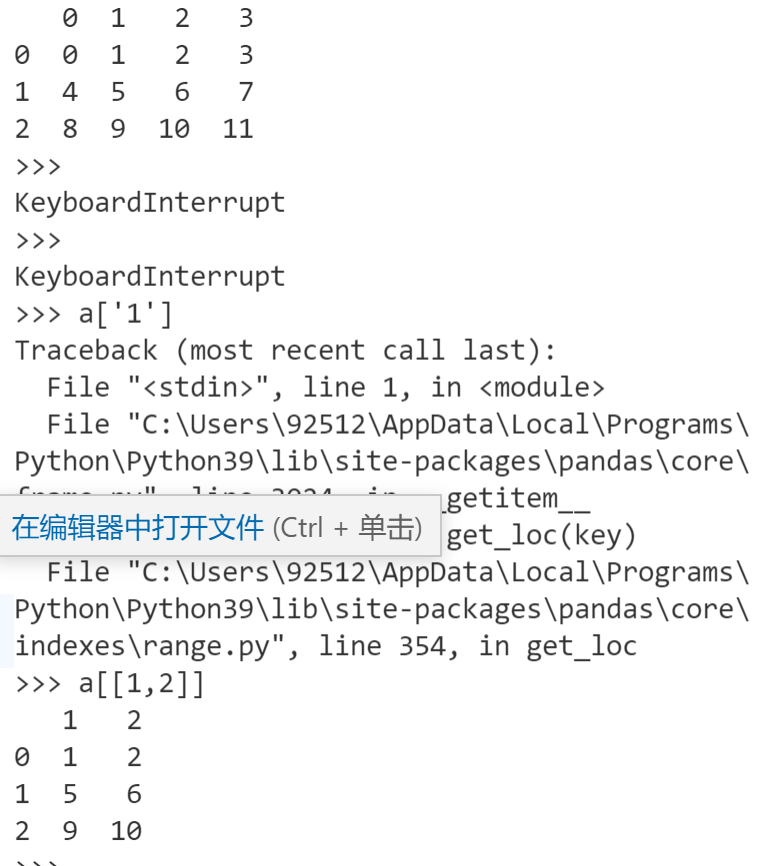 0  1   2   3
0  0  1   2   3
1  4  5   6   7
2  8  9  10  11
>>>
KeyboardInterrupt
>>>
KeyboardInterrupt
>>> a['1']
Traceback (most recent call last):
  File "<stdin>", line 1, in <module>
  File "C:\Users\92512\AppData\Local\Programs\
Python\Python39\lib\site-packages\pandas\core\
_getitem__
在编辑器中打开文件 (Ctrl + 单击)
get_loc(key)
  File "C:\Users\92512\AppData\Local\Programs\
Python\Python39\lib\site-packages\pandas\core\
indexes\range.py", line 354, in get_loc
>>> a[[1,2]]
   1   2
0  1   2
1  5   6
2  9  10
>>>